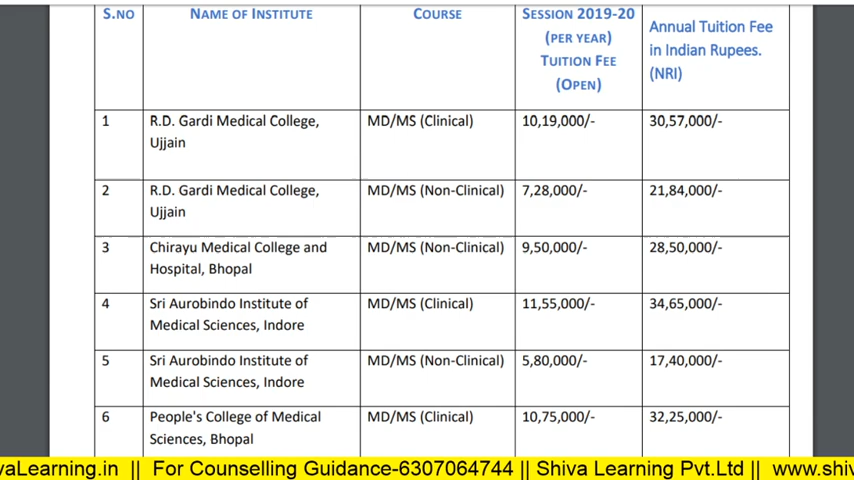 S.NO NAME OF INSTITUTE COURSE SESSION 2019-20
(PER YEAR)
TUITION FEE
(OPEN)
Annual Tuition Fee
in Indian Rupees.
(NRI)
1 R.D. Gardi Medical College,
Ujjain
MD/MS (Clinical) 10,19,000/- 30,57,000/-
2 R.D. Gardi Medical College,
Ujjain
MD/MS (Non-Clinical) 7,28,000/- 21,84,000/-
3 Chirayu Medical College and
Hospital, Bhopal
MD/MS (Non-Clinical) 9,50,000/- 28,50,000/-
4 Sri Aurobindo Institute of
Medical Sciences, Indore
MD/MS (Clinical) 11,55,000/- 34,65,000/-
5 Sri Aurobindo Institute of
Medical Sciences, Indore
MD/MS (Non-Clinical) 5,80,000/- 17,40,000/-
6 People's College of Medical
Sciences, Bhopal
MD/MS (Clinical) 10,75,000/- 32,25,000/-
vaLearning.in || For Counselling Guidance-6307064744 || Shiva Learning Pvt.Ltd || www.shiv